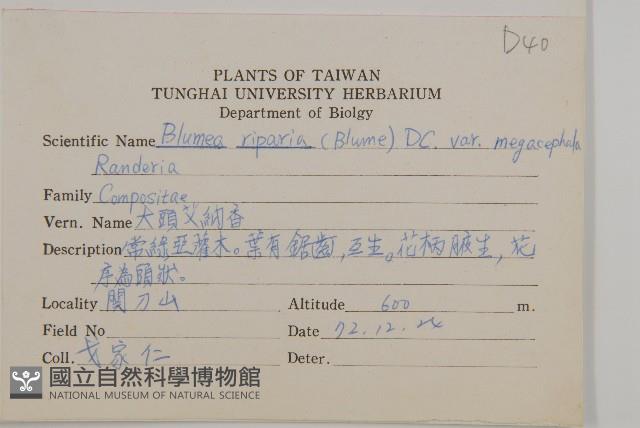 D40
PLANTS OF TAIWAN
TUNGHAI UNIVERSITY HERBARIUM
Department of Biolgy
Scientific Name Blumea riparia (Blume) DC. var. megacephala
Randeria
Family Compositae
Vern. Name 大頭艾納香
Description 常綠亞灌木。葉有鋸齒,互生。花柄腋生,花
序為頭狀。
Locality 關刀山 Altitude 600 m.
Field No Date 72.12.24
Coll. 戈家仁 Deter.
國立自然科學博物館
NATIONAL MUSEUM OF NATURAL SCIENCE